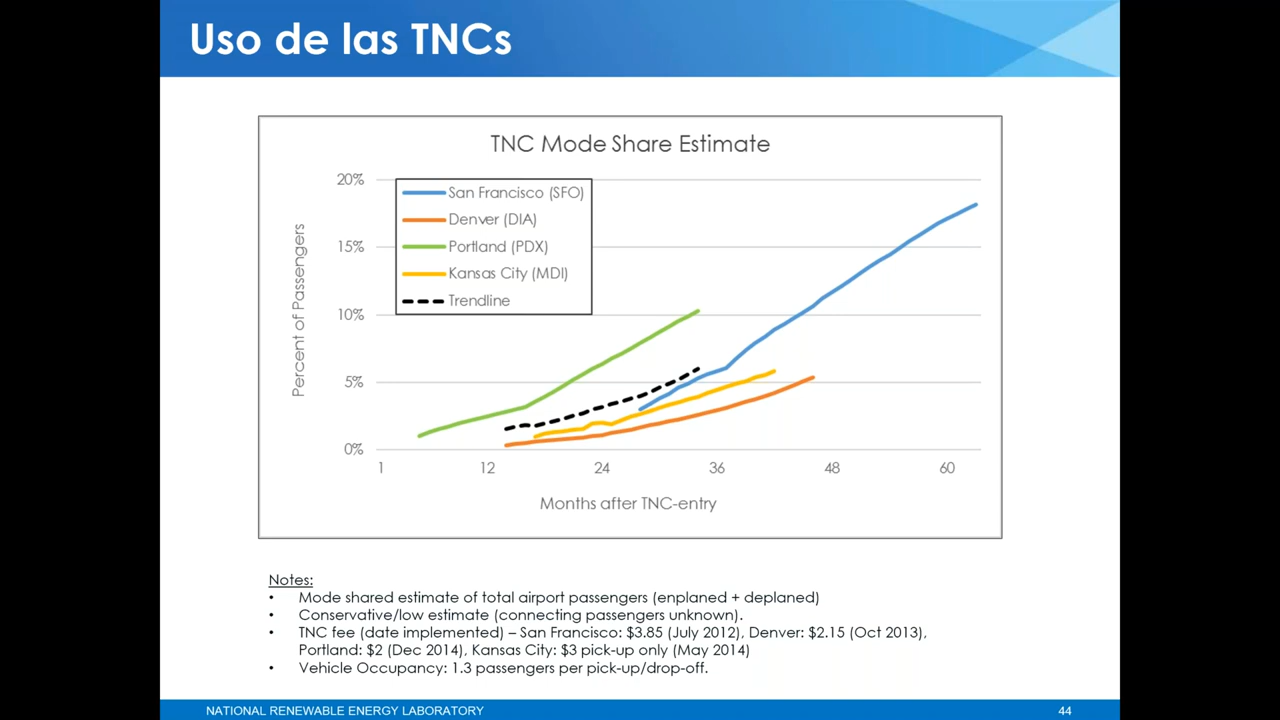 Uso de las TNCs
TNC Mode Share Estimate
20%
15%
10%
5%
0%
Percent of Passengers
San Francisco (SFO)
Denver (DIA)
Portland (PDX)
Kansas City (MDI)
Trendline
1 12 24 36 48 60
Months after TNC-entry
Notes:
• Mode shared estimate of total airport passengers (enplaned + deplaned)
• Conservative/low estimate (connecting passengers unknown).
• TNC fee (date implemented) – San Francisco: $3.85 (July 2012), Denver: $2.15 (Oct 2013),
Portland: $2 (Dec 2014), Kansas City: $3 pick-up only (May 2014)
• Vehicle Occupancy: 1.3 passengers per pick-up/drop-off.
NATIONAL RENEWABLE ENERGY LABORATORY
44